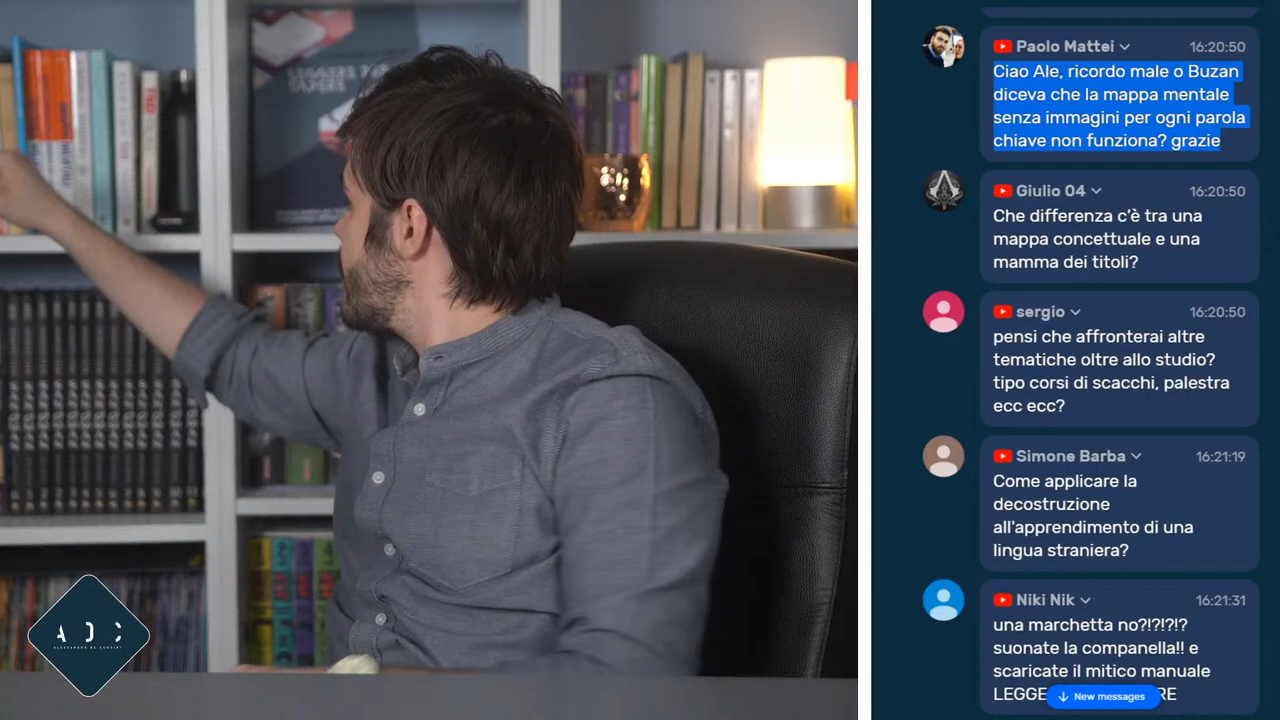 Paolo Mattei
16:20:50
Ciao Ale, ricordo male o Buzan
diceva che la mappa mentale
senza immagini per ogni parola
chiave non funziona? grazie
Giulio 04
16:20:50
Che differenza c'è tra una
mappa concettuale e una
mamma dei titoli?
sergio
16:20:50
pensi che affronterai altre
tematiche oltre allo studio?
tipo corsi di scacchi, palestra
ecc ecc?
Simone Barba
16:21:19
Come applicare la
decostruzione
all'apprendimento di una
lingua straniera?
Niki Nik
16:21:31
una marchetta no?!?!?!?
suonate la companella!! e
scaricate il mitico manuale
New messages